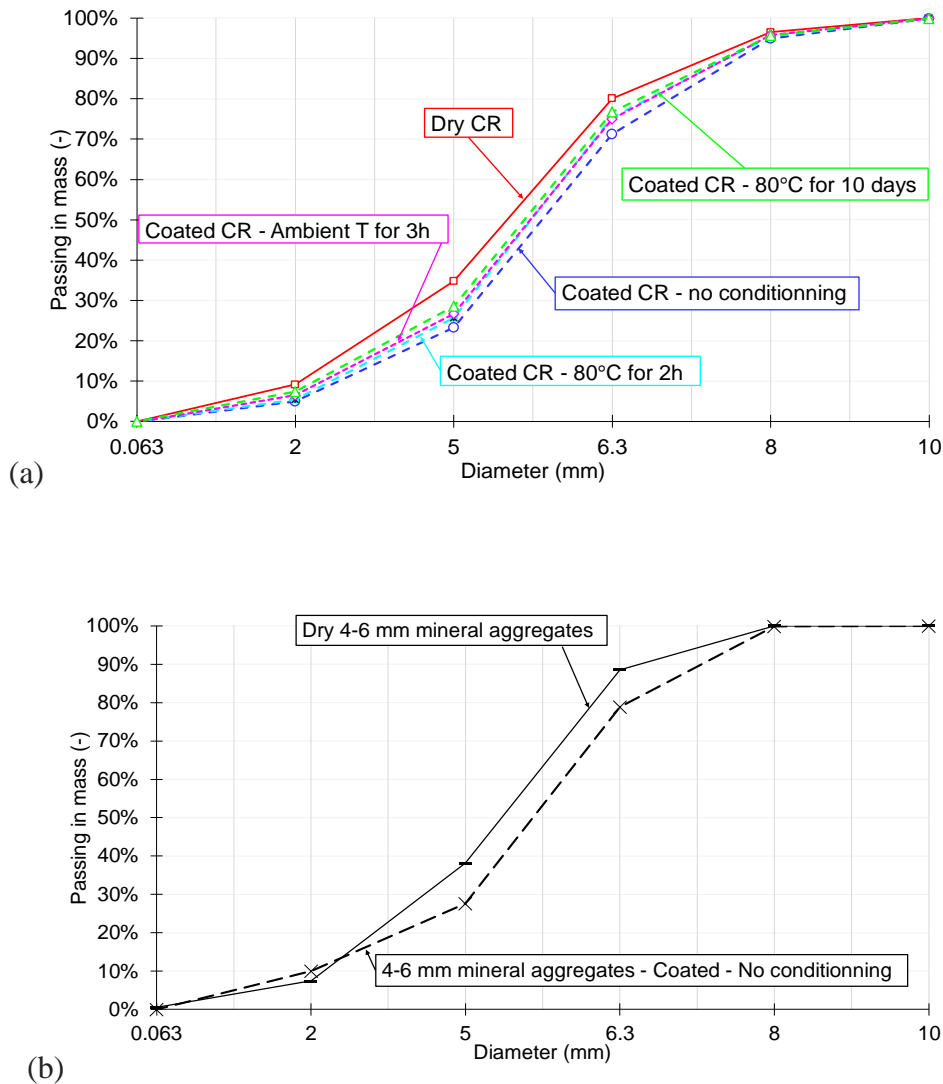 100%
90%
80%
70%
60%
50%
40%
30%
20%
10%
0%
Passing in mass (-)
Dry CR
Coated CR - 80°C for 10 days
Coated CR - Ambient T for 3h
Coated CR - no conditionning
Coated CR - 80°C for 2h
0.063 2 5 6.3 8 10
Diameter (mm)
(a)
100%
90%
80%
70%
60%
50%
40%
30%
20%
10%
0%
Passing in mass (-)
Dry 4-6 mm mineral aggregates
4-6 mm mineral aggregates - Coated - No conditionning
0.063 2 5 6.3 8 10
Diameter (mm)
(b)